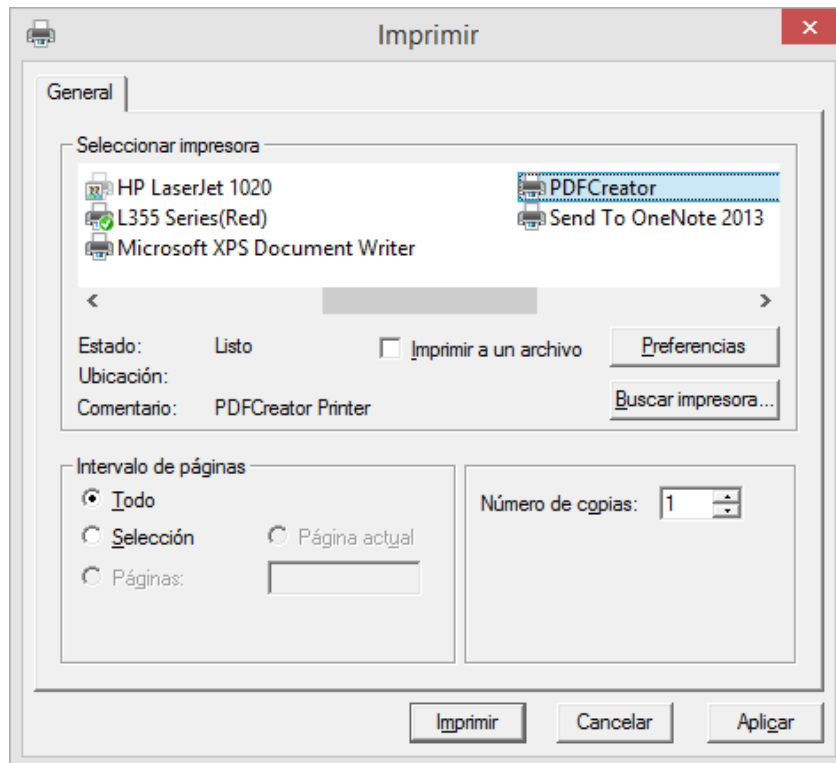 Imprimir
General
Seleccionar impresora
HP LaserJet 1020
PDFCreator
L355 Series(Red)
Send To OneNote 2013
Microsoft XPS Document Writer
Estado: Listo
Imprimir a un archivo
Preferencias
Ubicación:
Comentario: PDFCreator Printer
Buscar impresora...
Intervalo de páginas
Todo
Selección
Página actual
Páginas:
Número de copias: 1
Imprimir
Cancelar
Aplicar